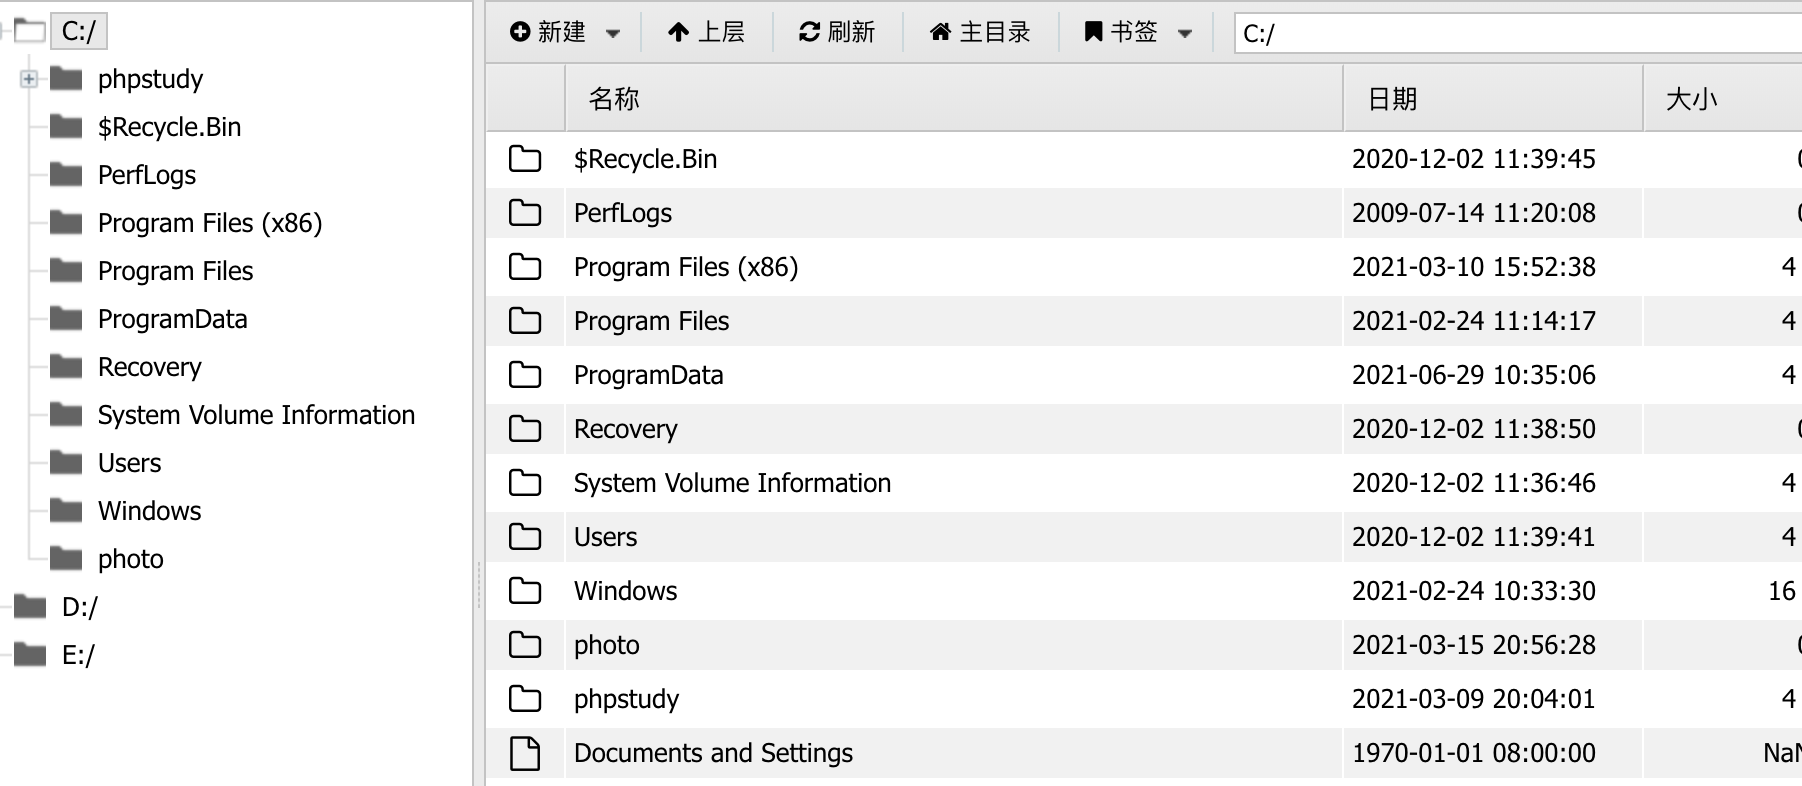 C:/
phpstudy
$Recycle.Bin
PerfLogs
Program Files (x86)
Program Files
ProgramData
Recovery
System Volume Information
Users
Windows
photo
D:/
E:/
新建 上层 刷新 主目录 书签 C:/
名称 日期 大小
$Recycle.Bin 2020-12-02 11:39:45
PerfLogs 2009-07-14 11:20:08
Program Files (x86) 2021-03-10 15:52:38 4
Program Files 2021-02-24 11:14:17 4
ProgramData 2021-06-29 10:35:06 4
Recovery 2020-12-02 11:38:50
System Volume Information 2020-12-02 11:36:46 4
Users 2020-12-02 11:39:41 4
Windows 2021-02-24 10:33:30 16
photo 2021-03-15 20:56:28
phpstudy 2021-03-09 20:04:01 4
Documents and Settings 1970-01-01 08:00:00